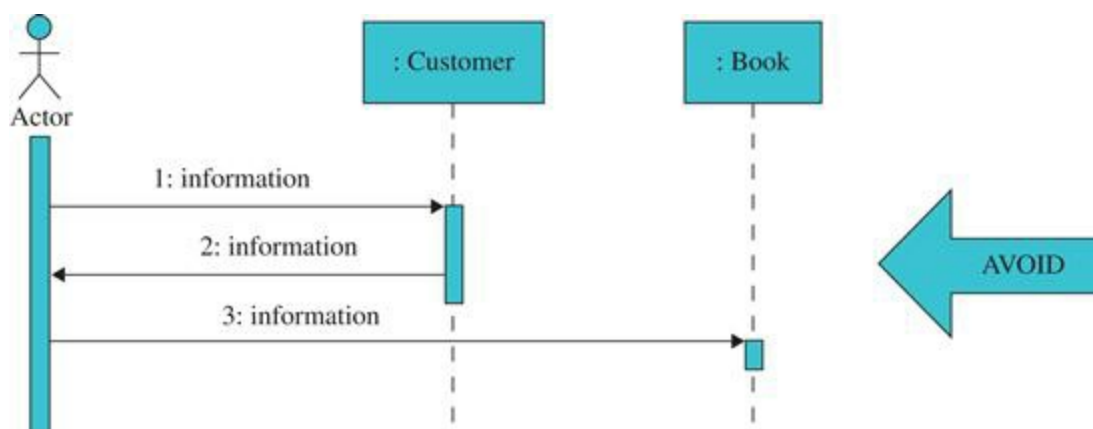 : Customer
: Book
Actor
1: information
2: information
AVOID
3: information